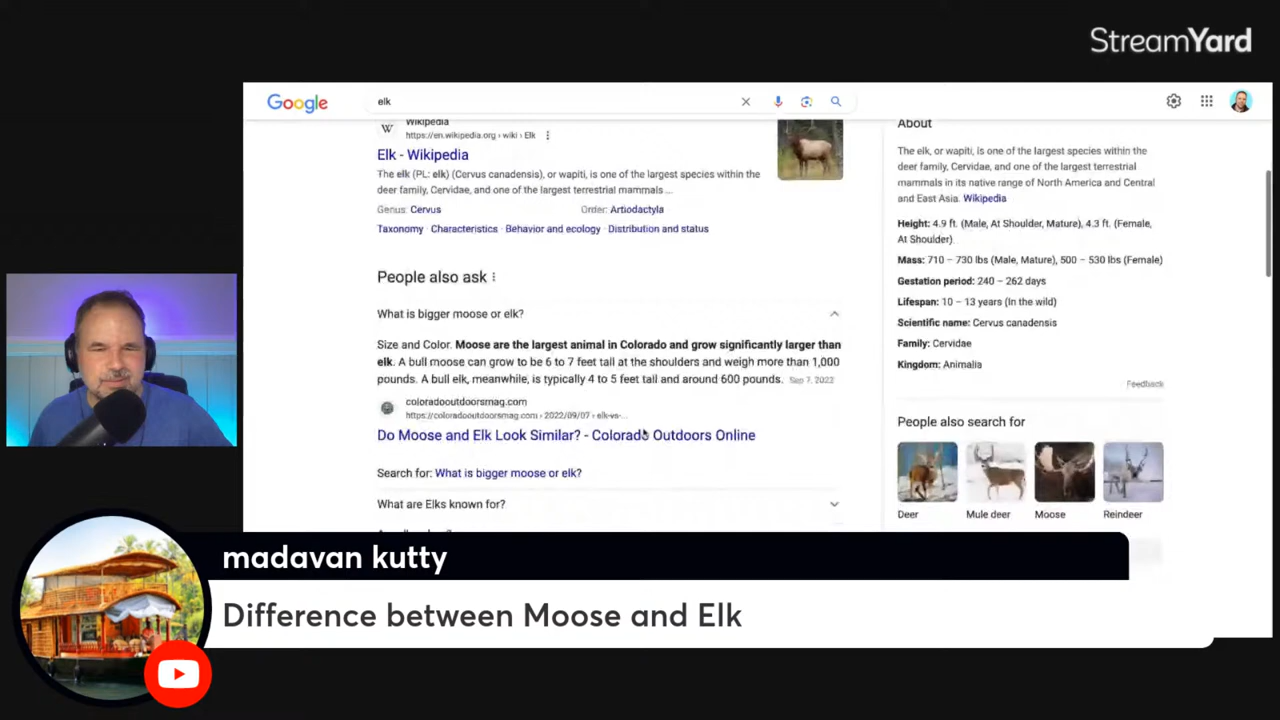 StreamYard
Google
elk
Wikipedia
https://en.wikipedia.org › wiki › Elk
Elk - Wikipedia
The elk (PL: elk) (Cervus canadensis), or wapiti, is one of the largest species within the
deer family, Cervidae, and one of the largest terrestrial mammals ...
Genus: Cervus Order: Artiodactyla
Taxonomy · Characteristics · Behavior and ecology · Distribution and status
People also ask
What is bigger moose or elk?
Size and Color. Moose are the largest animal in Colorado and grow significantly larger than
elk. A bull moose can grow to be 6 to 7 feet tall at the shoulders and weigh more than 1,000
pounds. A bull elk, meanwhile, is typically 4 to 5 feet tall and around 600 pounds. Sep 7, 2022
coloradooutdoorsmag.com
https://coloradooutdoorsmag.com › 2022/09/07 › elk-vs-...
Do Moose and Elk Look Similar? - Colorado Outdoors Online
Search for: What is bigger moose or elk?
What are Elks known for?
About
The elk, or wapiti, is one of the largest species within the
deer family, Cervidae, and one of the largest terrestrial
mammals in its native range of North America and Central
and East Asia. Wikipedia
Height: 4.9 ft. (Male, At Shoulder, Mature), 4.3 ft. (Female,
At Shoulder)
Mass: 710 – 730 lbs (Male, Mature), 500 – 530 lbs (Female)
Gestation period: 240 – 262 days
Lifespan: 10 – 13 years (In the wild)
Scientific name: Cervus canadensis
Family: Cervidae
Kingdom: Animalia
Feedback
People also search for
Deer Mule deer Moose Reindeer
madavan kutty
Difference between Moose and Elk